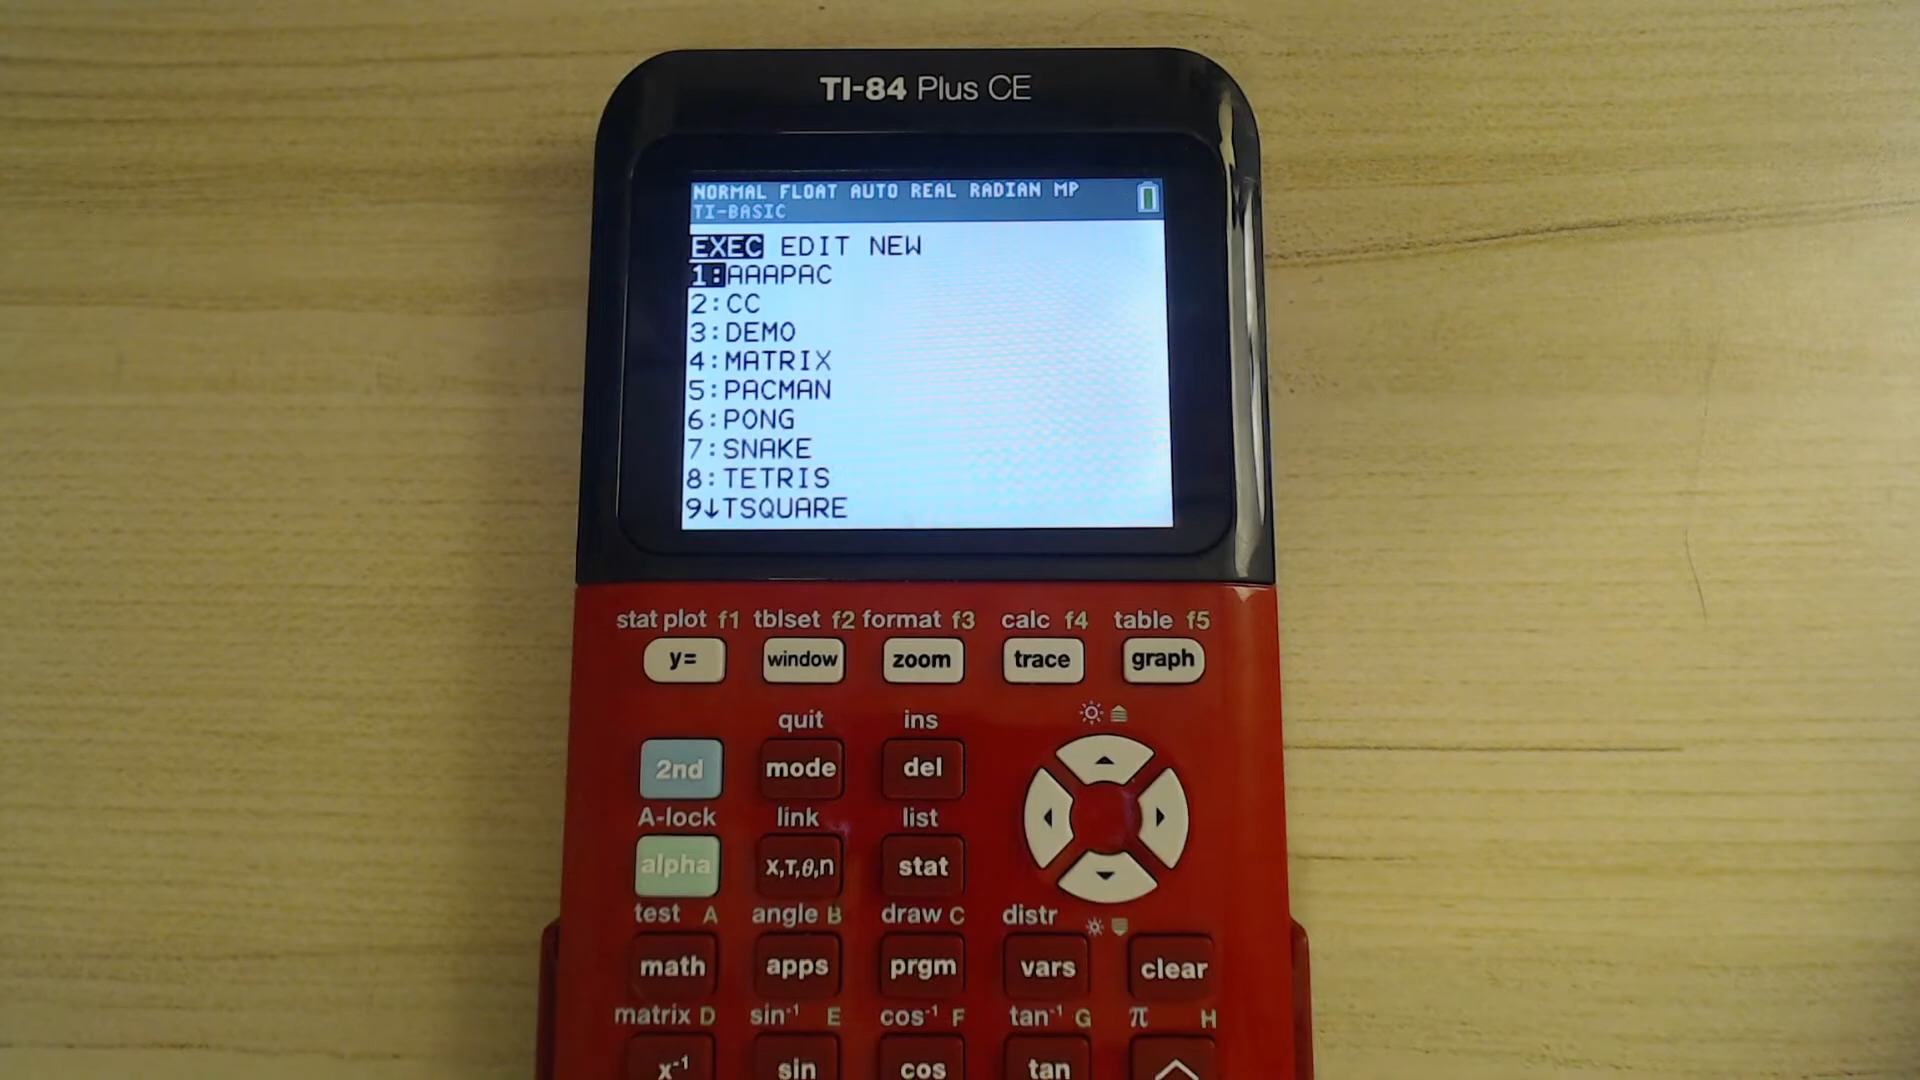 TI-84 Plus CE
NORMAL FLOAT AUTO REAL RADIAN MP
TI-BASIC
EXEC EDIT NEW
1:AAAPAC
2:CC
3:DEMO
4:MATRIX
5:PACMAN
6:PONG
7:SNAKE
8:TETRIS
9↓TSQUARE
stat plot f1 tblset f2 format f3 calc f4 table f5
y= window zoom trace graph
quit ins
2nd mode del
A-lock link list
alpha x,T,θ,n stat
test A angle B draw C distr
math apps prgm vars clear
matrix D sin⁻¹ E cos⁻¹ F tan⁻¹ G π H
x⁻¹ sin cos tan ^